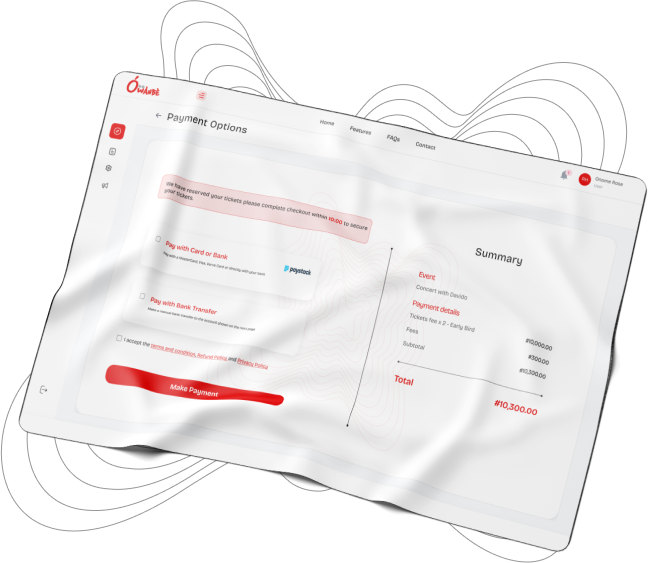 Ówàńbẹ̀
Home
Features
FAQs
Contact
Payment Options
we have reserved your tickets please complete checkout within 10:00 to secure
your tickets.
Pay with Card or Bank
paystack
Pay with Bank Transfer
I accept the terms and condition, Refund Policy and Privacy Policy
Make Payment
Summary
Event
Concert with Davido
Payment details
Tickets fee x 2 - Early Bird
₦10,000.00
Fees
₦300.00
Subtotal
₦10,300.00
Total
₦10,300.00